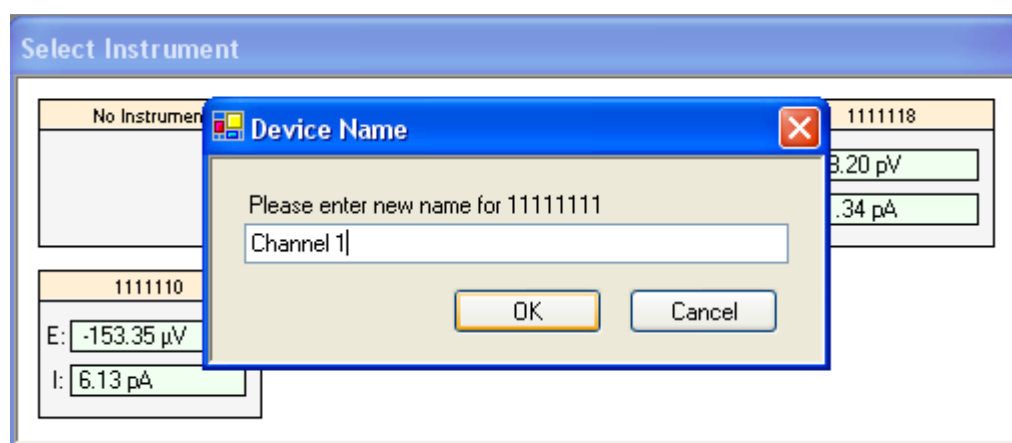 Select Instrument
No Instrumen
Device Name
1111118
Please enter new name for 11111111
Channel 1
OK
Cancel
3.20 pV
.34 pA
1111110
E: -153.35 µV
I: 6.13 pA